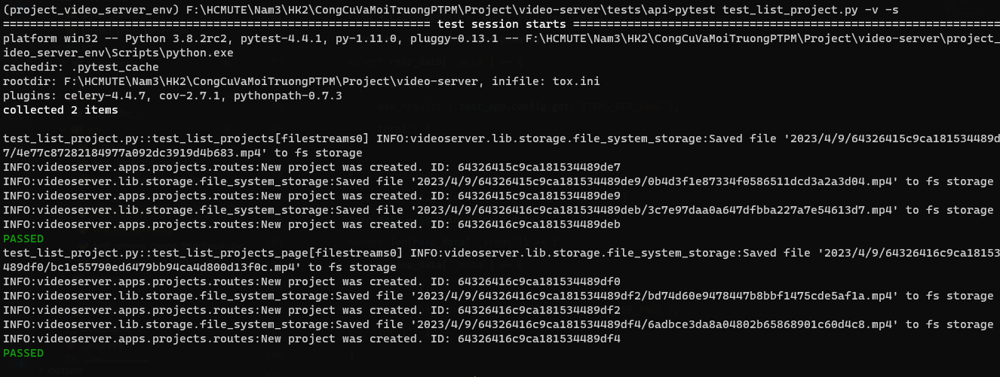 (project_video_server_env) F:\HCMUTE\Nam3\HK2\CongCuVaMoiTruongPTPM\Project\video-server\tests\api>pytest test_list_project.py -v -s
=============================================================== test session starts ================================================================
platform win32 -- Python 3.8.2rc2, pytest-4.4.1, py-1.11.0, pluggy-0.13.1 -- F:\HCMUTE\Nam3\HK2\CongCuVaMoiTruongPTPM\Project\video-server\project_
ideo_server_env\Scripts\python.exe
cachedir: .pytest_cache
rootdir: F:\HCMUTE\Nam3\HK2\CongCuVaMoiTruongPTPM\Project\video-server, inifile: tox.ini
plugins: celery-4.4.7, cov-2.7.1, pythonpath-0.7.3
collected 2 items
test_list_project.py::test_list_projects[filestreams0] INFO:videoserver.lib.storage.file_system_storage:Saved file '2023/4/9/64326415c9ca181534489d
7/4e77c87282184977a092dc3919d4b683.mp4' to fs storage
INFO:videoserver.apps.projects.routes:New project was created. ID: 64326415c9ca181534489de7
INFO:videoserver.lib.storage.file_system_storage:Saved file '2023/4/9/64326415c9ca181534489de9/0b4d3f1e87334f0586511dcd3a2a3d04.mp4' to fs storage
INFO:videoserver.apps.projects.routes:New project was created. ID: 64326415c9ca181534489de9
INFO:videoserver.lib.storage.file_system_storage:Saved file '2023/4/9/64326416c9ca181534489deb/3c7e97daa0a647dfbba227a7e54613d7.mp4' to fs storage
INFO:videoserver.apps.projects.routes:New project was created. ID: 64326416c9ca181534489deb
PASSED
test_list_project.py::test_list_projects_page[filestreams0] INFO:videoserver.lib.storage.file_system_storage:Saved file '2023/4/9/64326416c9ca18153
489df0/bc1e55790ed6479bb94ca4d800d13f0c.mp4' to fs storage
INFO:videoserver.apps.projects.routes:New project was created. ID: 64326416c9ca181534489df0
INFO:videoserver.lib.storage.file_system_storage:Saved file '2023/4/9/64326416c9ca181534489df2/bd74d60e9478447b8bbf1475cde5af1a.mp4' to fs storage
INFO:videoserver.apps.projects.routes:New project was created. ID: 64326416c9ca181534489df2
INFO:videoserver.lib.storage.file_system_storage:Saved file '2023/4/9/64326416c9ca181534489df4/6adbce3da8a04802b65868901c60d4c8.mp4' to fs storage
INFO:videoserver.apps.projects.routes:New project was created. ID: 64326416c9ca181534489df4
PASSED